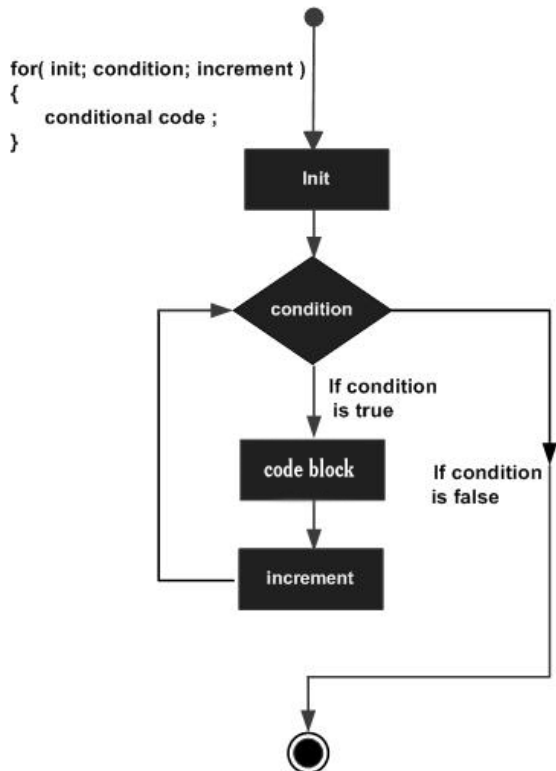 for( init; condition; increment )
{
conditional code ;
}
Init
condition
If condition
is true
code block
If condition
is false
increment